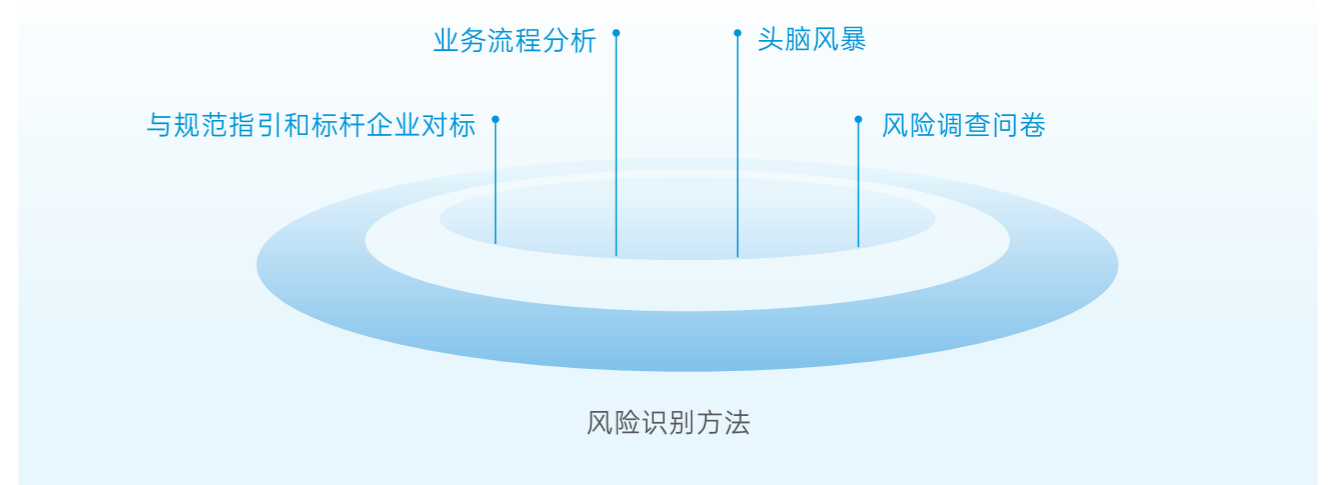 业务流程分析
头脑风暴
与规范指引和标杆企业对标
风险调查问卷
风险识别方法